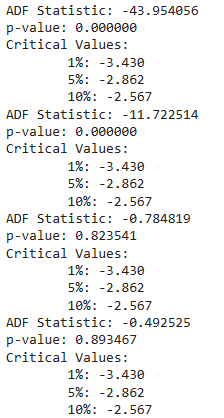 ADF Statistic: -43.954056
p-value: 0.000000
Critical Values:
1%: -3.430
5%: -2.862
10%: -2.567
ADF Statistic: -11.722514
p-value: 0.000000
Critical Values:
1%: -3.430
5%: -2.862
10%: -2.567
ADF Statistic: -0.784819
p-value: 0.823541
Critical Values:
1%: -3.430
5%: -2.862
10%: -2.567
ADF Statistic: -0.492525
p-value: 0.893467
Critical Values:
1%: -3.430
5%: -2.862
10%: -2.567